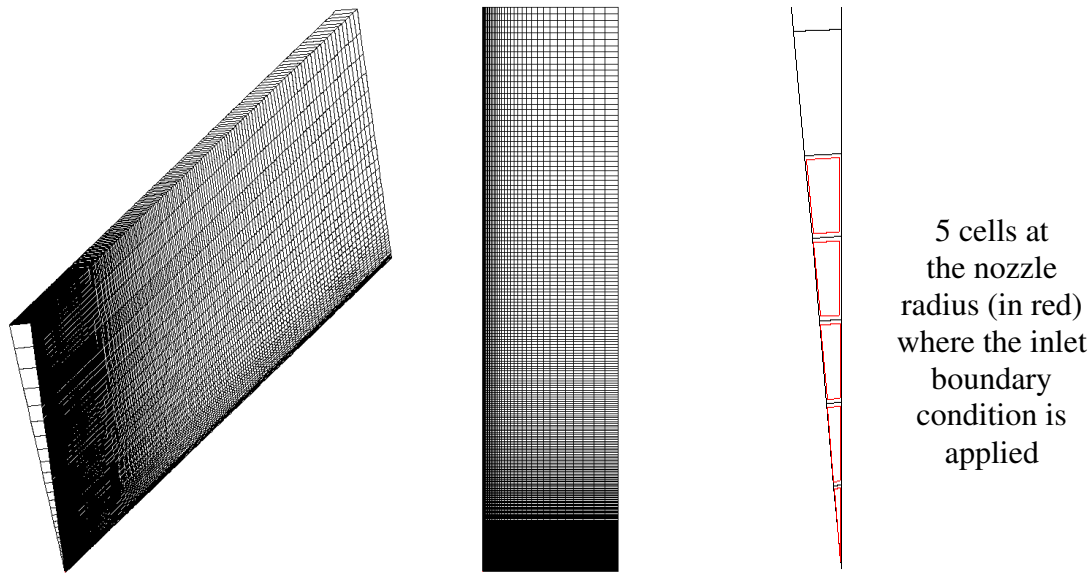 5 cells at
the nozzle
radius (in red)
where the inlet
boundary
condition is
applied